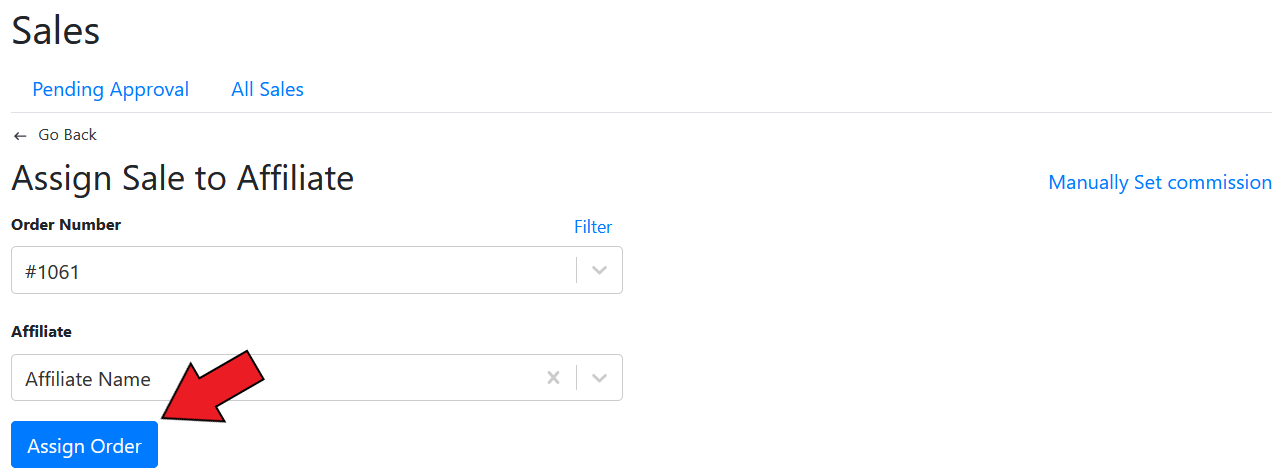 Sales
Pending Approval All Sales
← Go Back
Assign Sale to Affiliate Manually Set commission
Order Number Filter
#1061
Affiliate
Affiliate Name
Assign Order